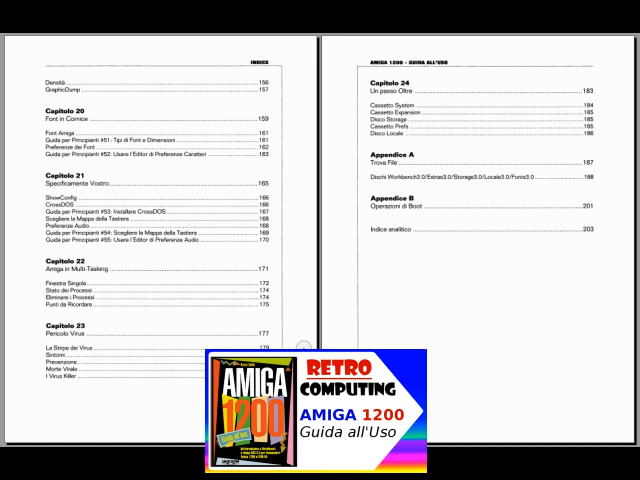 INDICE
Densità 156
GraphicDump 157
Capitolo 20
Font in Cornice 159
Font Amiga 161
Guida per Principianti #51: Tipi di Font e Dimensioni 161
Preferenze dei Font 162
Guida per Principianti #52: Usare l'Editor di Preferenze Caratteri 163
Capitolo 21
Specificamente Vostro 165
ShowConfig 166
CrossDOS 166
Guida per Principianti #53: Installare CrossDOS 167
Scegliere la Mappa della Tastiera 168
Preferenze Audio 168
Guida per Principianti #54: Scegliere la Mappa della Tastiera 169
Guida per Principianti #55: Usare l'Editor di Preferenze Audio 170
Capitolo 22
Amiga in Multi-Tasking 171
Finestra Singola 172
Stato dei Processi 174
Eliminare i Processi 174
Punti da Ricordare 175
Capitolo 23
Pericolo Virus 177
La Stirpe dei Virus 179
Sintomi
Prevenzione
Morte Virale
I Virus Killer
AMIGA 1200 - GUIDA ALL'USO
Capitolo 24
Un passo Oltre 183
Cassetto System 184
Cassetto Expansion 185
Disco Storage 185
Cassetto Prefs 185
Disco Locale 186
Appendice A
Trova File 187
Dischi Workbench3.0/Extras3.0/Storage3.0/Locale3.0/Fonts3.0 188
Appendice B
Operazioni di Boot 201
Indice analitico 203
AMIGA
1200
Guida all'uso
RETRO
COMPUTING
AMIGA 1200
Guida all'Uso